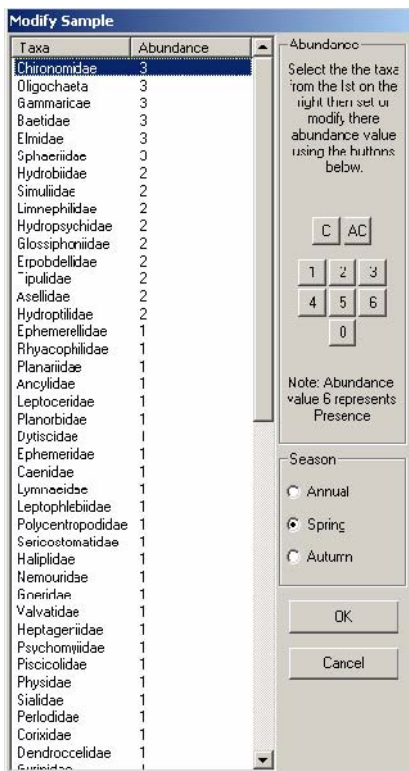 Modify Sample
Taxa Abundance
Chironomidae 3
Oligochaeta 3
Gammaricae 3
Baetidae 3
Elmidae 3
Sphaeriidae 3
Hydrobiidae 2
Simuliidae 2
Limnephilidae 2
Hydropsychidae 2
Glossiphoniidae 2
Erpobdellidae 2
Tipulidae 2
Asellidae 2
Hydroptilidae 2
Ephemerellidae 1
Rhyacophilidae 1
Planariidae 1
Ancylidae 1
Leptoceridae 1
Planorbidae 1
Dytiscidae 1
Ephemeridae 1
Caenidae 1
Lymnaeidae 1
Leptophlebiidae 1
Polycentropodidae 1
Sericostomatidae 1
Haliplidae 1
Nemouridae 1
Goeridae 1
Valvatidae 1
Heptageriidae 1
Psychomyiidae 1
Piscicolidae 1
Physidae 1
Sialidae 1
Perlodidae 1
Corixidae 1
Dendrocelidae 1
Gyrinidae 1
Abundance
Select the the taxa
from the list on the
right then set or
modify there
abundance value
using the buttons
below.
C AC
1 2 3
4 5 6
0
Note: Abundance
value 6 represents
Presence
Season
Annual
Spring
Autumn
OK
Cancel